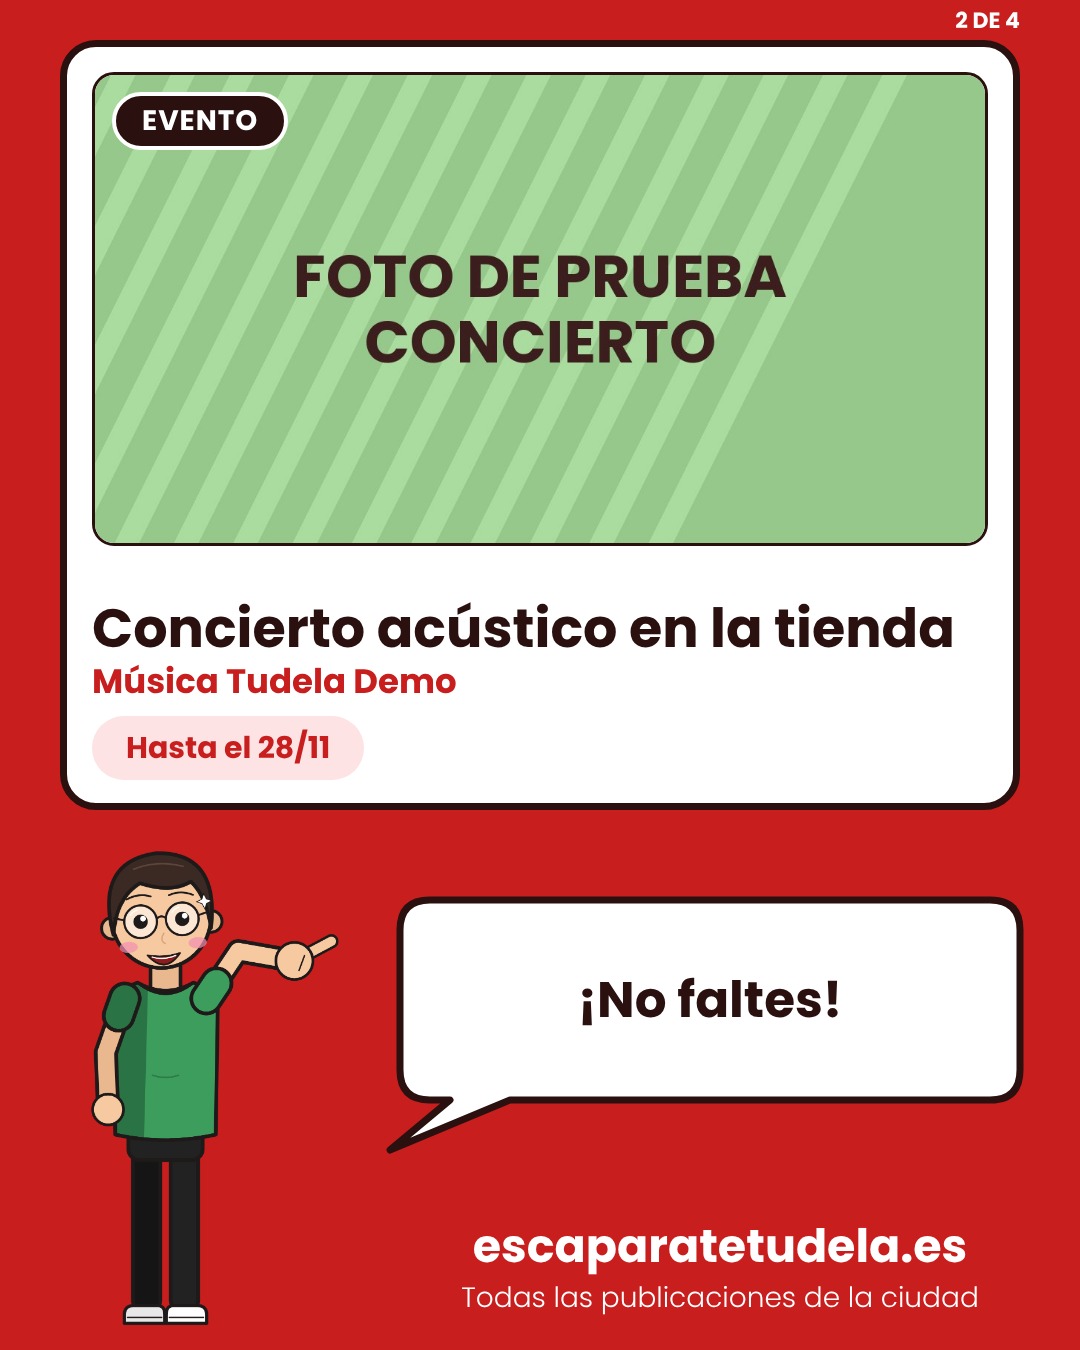 2 DE 4
EVENTO
FOTO DE PRUEBA
CONCIERTO
Concierto acústico en la tienda
Música Tudela Demo
Hasta el 28/11
¡No faltes!
escaparatetudela.es
Todas las publicaciones de la ciudad